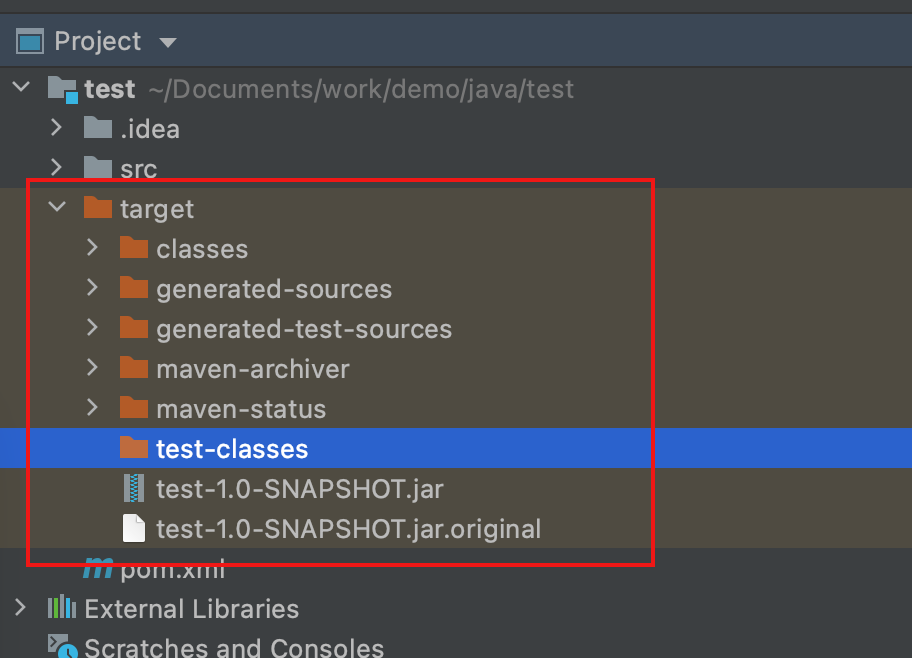 Project
test ~/Documents/work/demo/java/test
.idea
src
target
classes
generated-sources
generated-test-sources
maven-archiver
maven-status
test-classes
test-1.0-SNAPSHOT.jar
test-1.0-SNAPSHOT.jar.original
m pom.xml
External Libraries
Scratches and Consoles